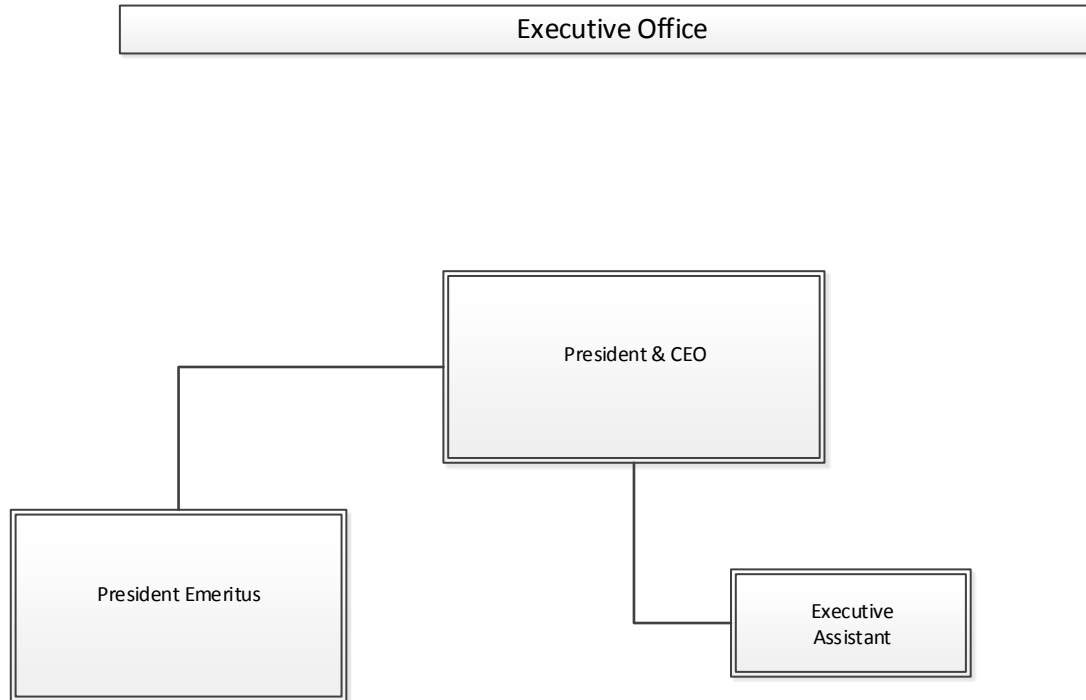 Executive Office
President & CEO
President Emeritus
Executive
Assistant